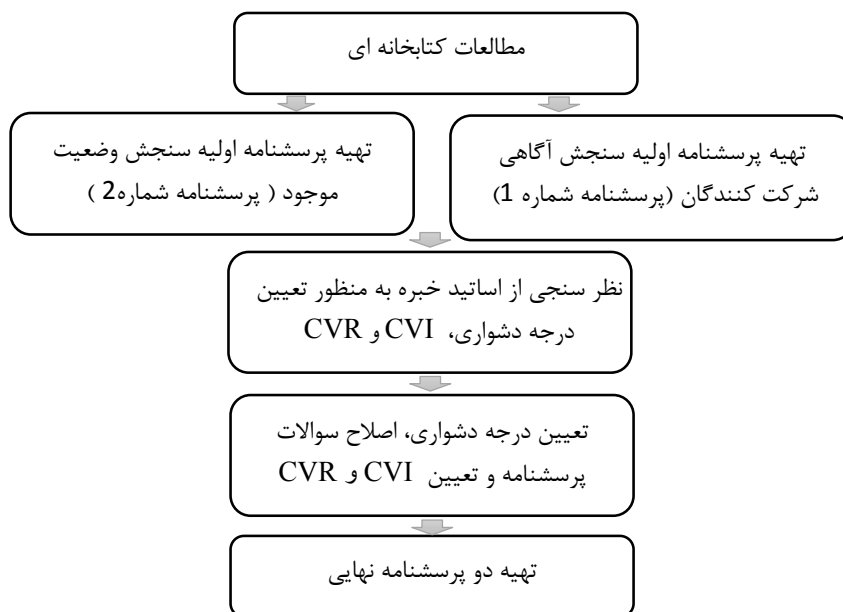 مطالعات کتابخانه ای
تهیه پرسشنامه اولیه سنجش آگاهی
شرکت کنندگان (پرسشنامه شماره 1)
تهیه پرسشنامه اولیه سنجش وضعیت
موجود ( پرسشنامه شماره2 )
نظر سنجی از اساتید خبره به منظور تعیین
درجه دشواری، CVI و CVR
تعیین درجه دشواری، اصلاح سوالات
پرسشنامه و تعیین CVI و CVR
تهیه دو پرسشنامه نهایی